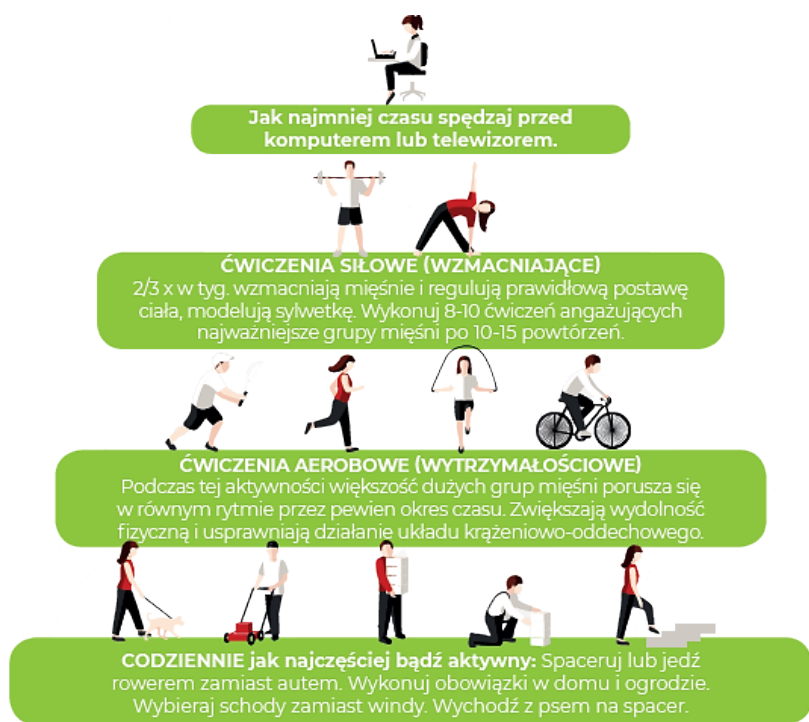 Jak najmniej czasu spędzaj przed
komputerem lub telewizorem.
ĆWICZENIA SIŁOWE (WZMACNIAJĄCE)
2/3 x w tyg. wzmacniają mięśnie i regulują prawidłową postawę
ciała, modelują sylwetkę. Wykonuj 8-10 ćwiczeń angażujących
najważniejsze grupy mięśni po 10-15 powtórzeń.
ĆWICZENIA AEROBOWE (WYTRZYMAŁOŚCIOWE)
Podczas tej aktywności większość dużych grup mięśni porusza się
w równym rytmie przez pewien okres czasu. Zwiększają wydolność
fizyczną i usprawniają działanie układu krążeniowo-oddechowego.
CODZIENNIE jak najczęściej bądź aktywny: Spaceruj lub jedź
rowerem zamiast autem. Wykonuj obowiązki w domu i ogrodzie.
Wybieraj schody zamiast windy. Wychodź z psem na spacer.